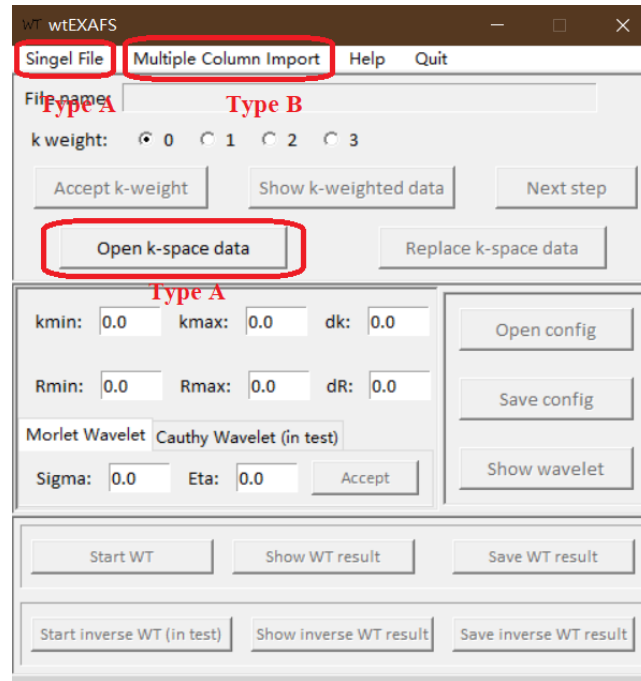 WT wtEXAFS
Singel File Multiple Column Import Help Quit
File name:
Type A Type B
k weight: 0 1 2 3
Accept k-weight Show k-weighted data Next step
Open k-space data Replace k-space data
Type A
kmin: 0.0 kmax: 0.0 dk: 0.0
Open config
Rmin: 0.0 Rmax: 0.0 dR: 0.0
Save config
Morlet Wavelet Cauthy Wavelet (in test)
Sigma: 0.0 Eta: 0.0 Accept
Show wavelet
Start WT Show WT result Save WT result
Start inverse WT (in test) Show inverse WT result Save inverse WT result